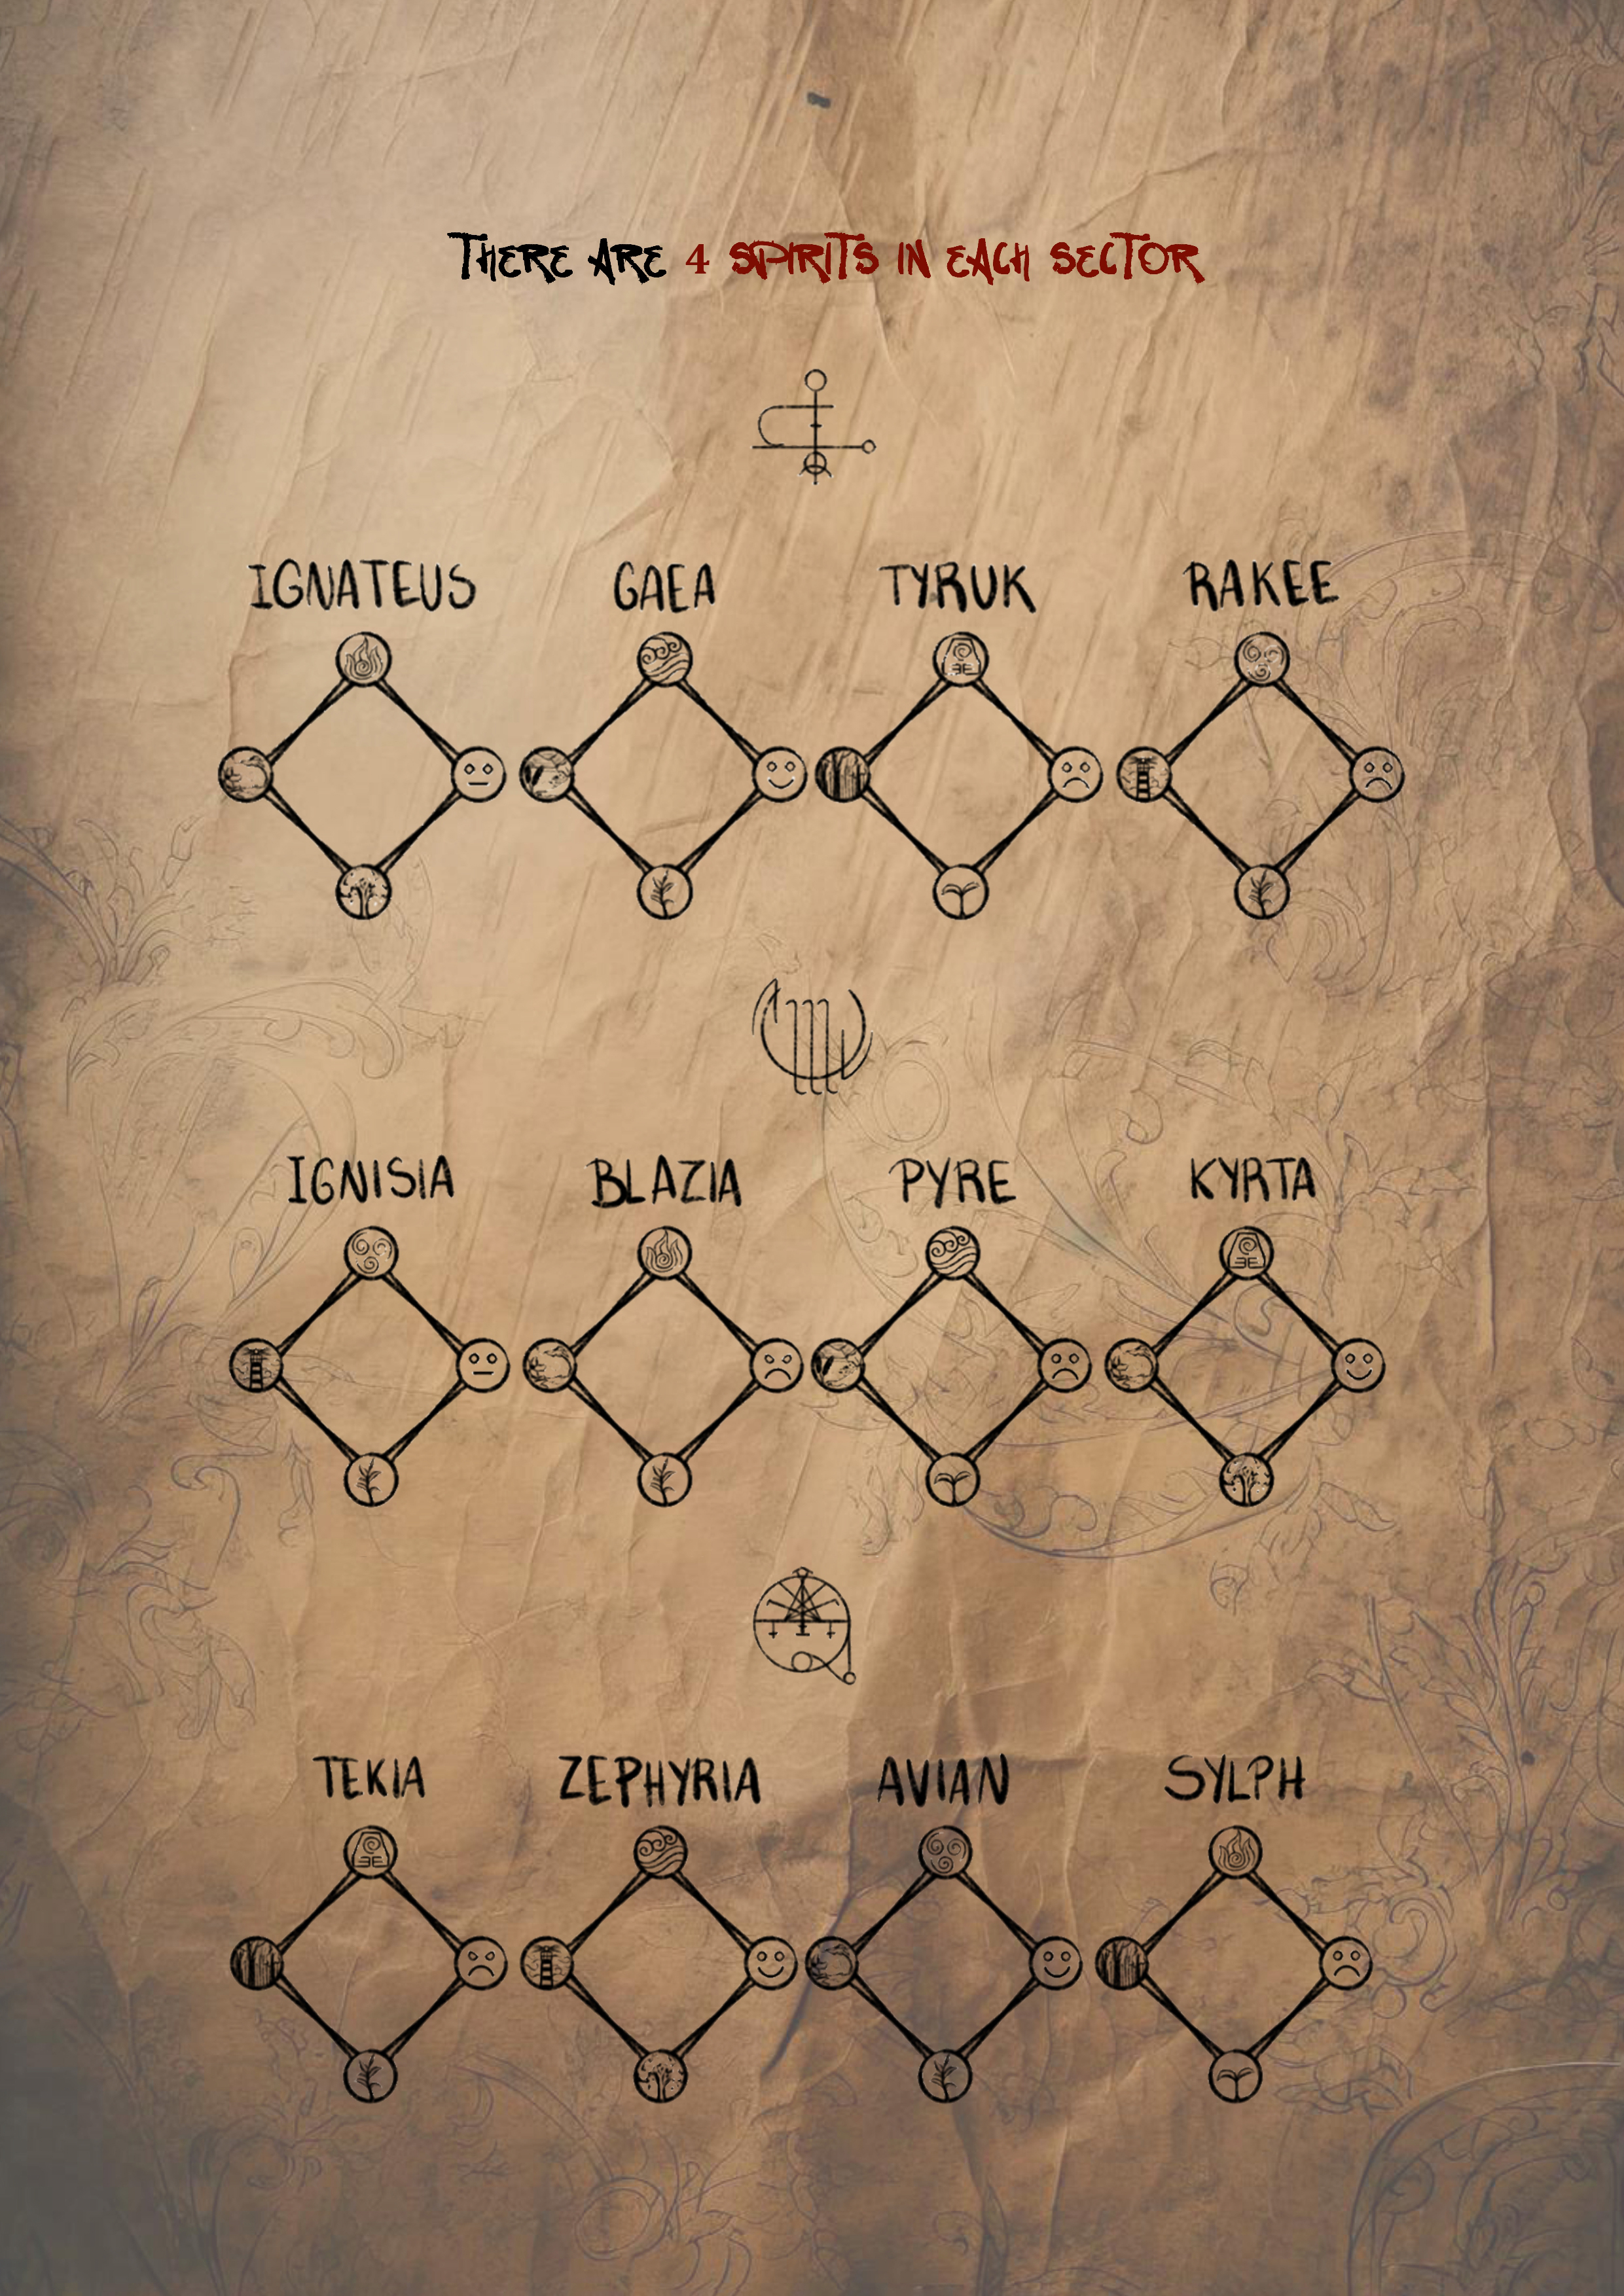 THERE ARE 4 SPIRITS IN EACH SECTOR
IGNATEUS GAEA TYRUK RAKEE
IGNISIA BLAZIA PYRE KYRTA
TEKIA ZEPHYRIA AVIAN SYLPH